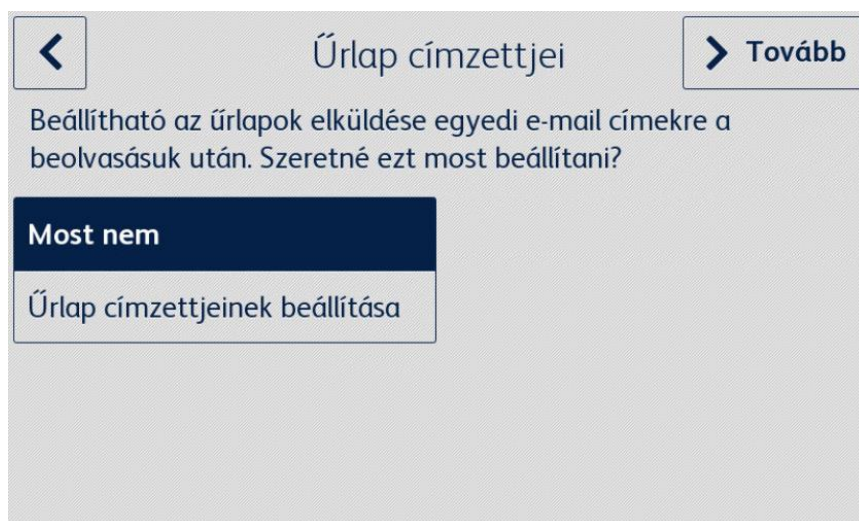 Űrlap címzettjei
Tovább
Beállítható az űrlapok elküldése egyedi e-mail címekre a
beolvasásuk után. Szeretné ezt most beállítani?
Most nem
Űrlap címzettjeinek beállítása